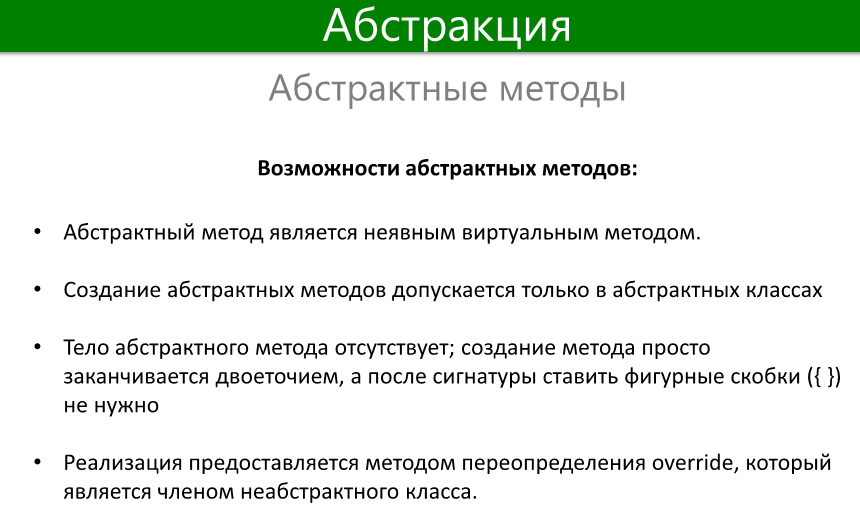 Абстракция
Абстрактные методы
Возможности абстрактных методов:
• Абстрактный метод является неявным виртуальным методом.
• Создание абстрактных методов допускается только в абстрактных классах
• Тело абстрактного метода отсутствует; создание метода просто
заканчивается двоеточием, а после сигнатуры ставить фигурные скобки ({ })
не нужно
• Реализация предоставляется методом переопределения override, который
является членом неабстрактного класса.